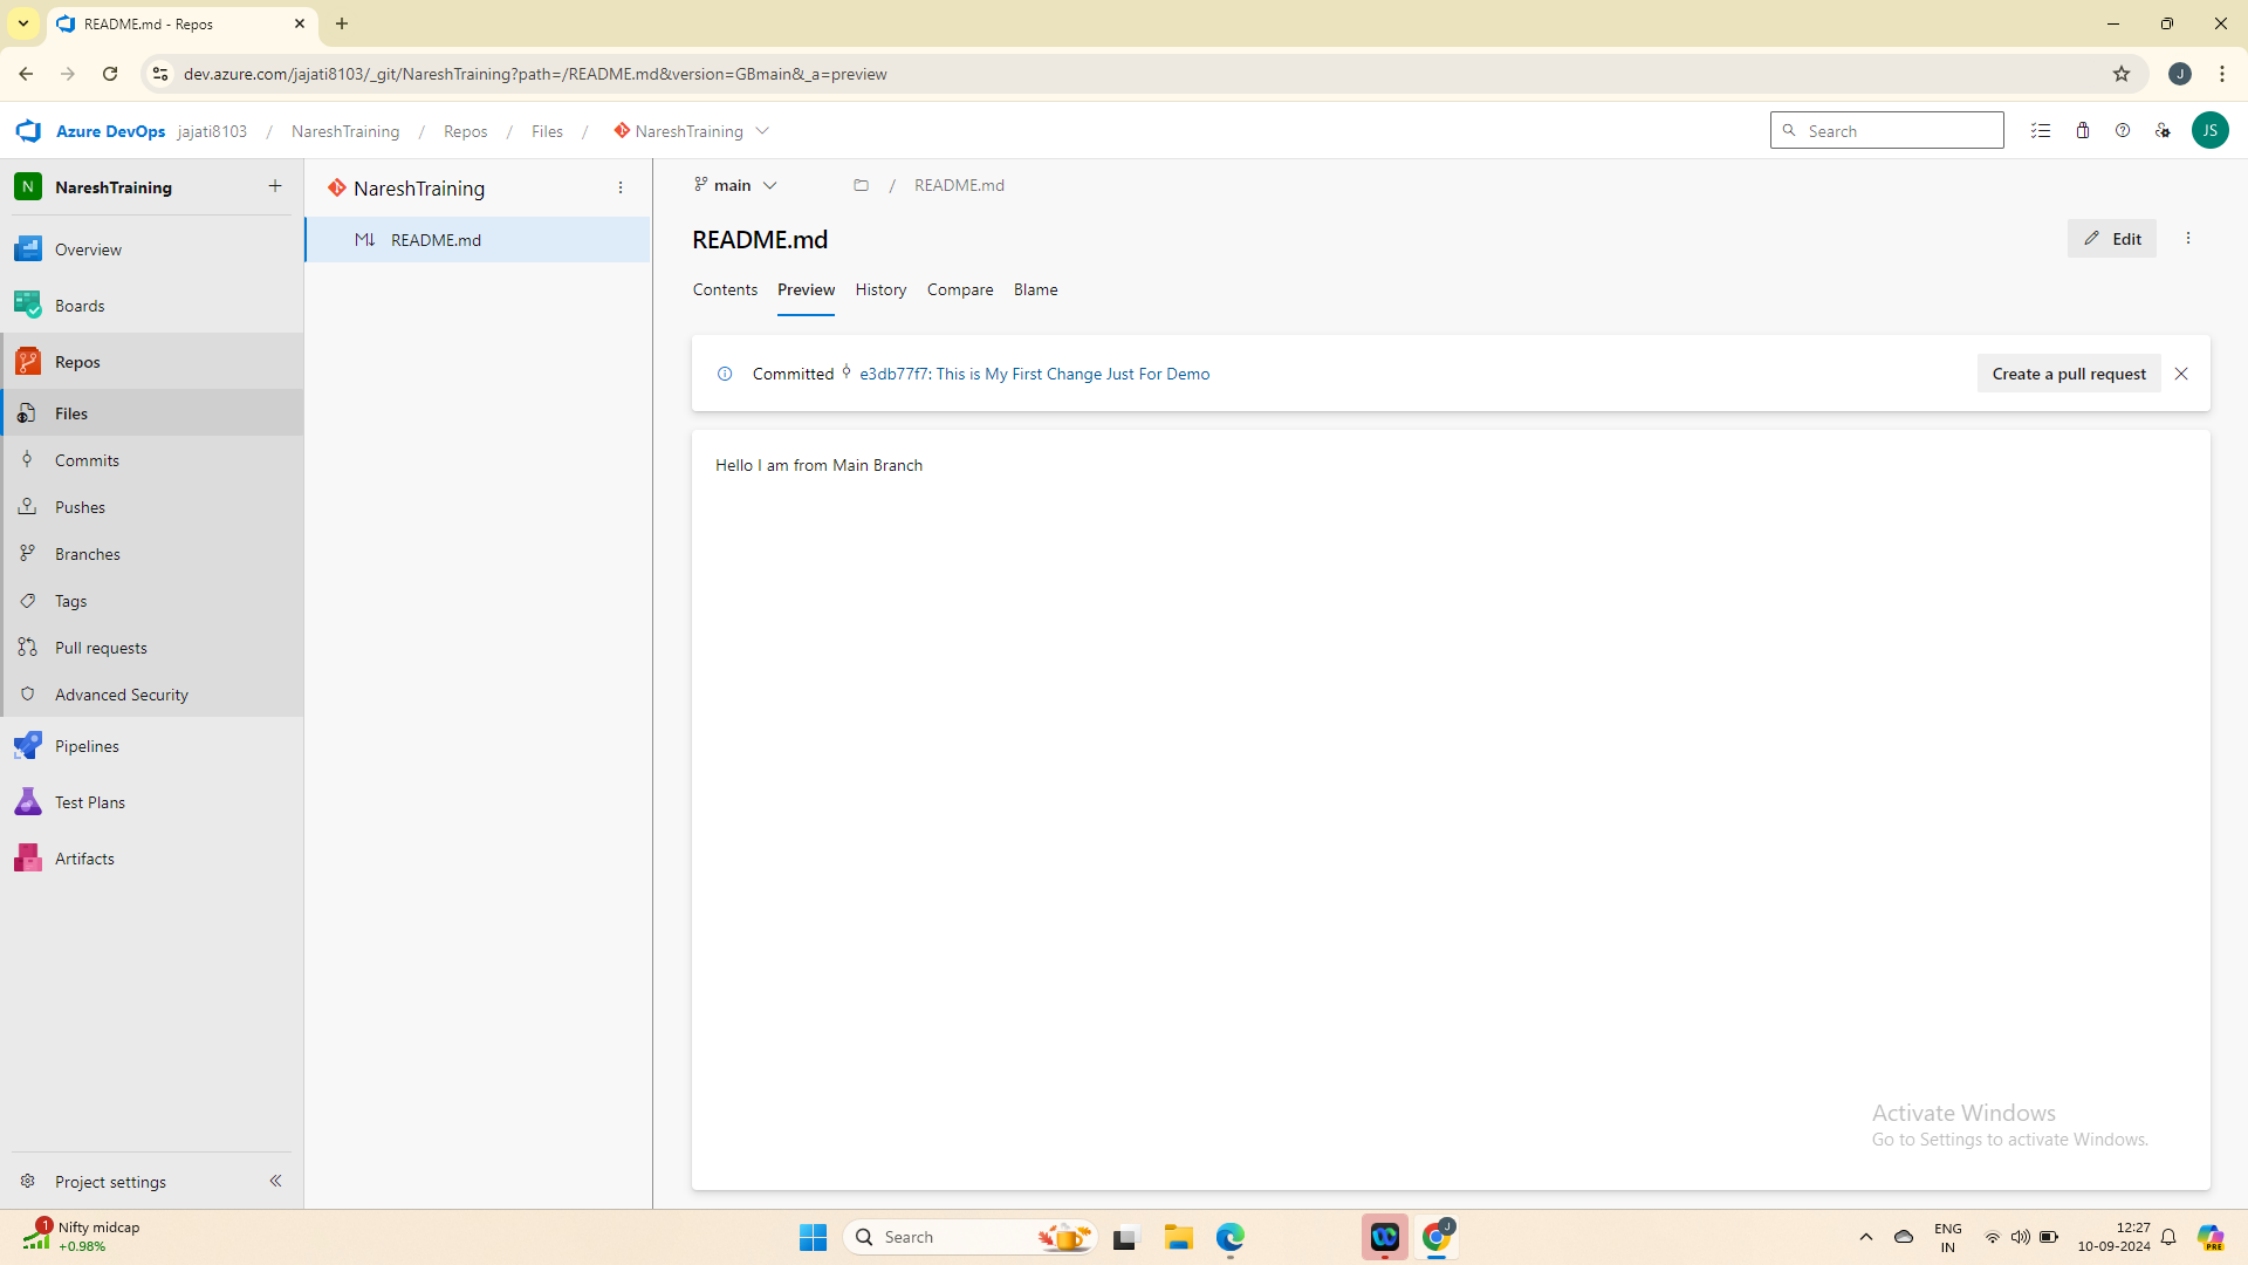 README.md - Repos
dev.azure.com/jajati8103/_git/NareshTraining?path=/README.md&version=GBmain&_a=preview
J
Azure DevOps jajati8103 / NareshTraining / Repos / Files / NareshTraining
Search
JS
N NareshTraining
Overview
Boards
Repos
Files
Commits
Pushes
Branches
Tags
Pull requests
Advanced Security
Pipelines
Test Plans
Artifacts
Project settings
NareshTraining
M↓ README.md
main / README.md
README.md
Edit
Contents Preview History Compare Blame
Committed e3db77f7: This is My First Change Just For Demo
Create a pull request
Hello I am from Main Branch
Activate Windows
Go to Settings to activate Windows.
1 Nifty midcap
+0.98%
Search
J
ENG
IN
12:27
10-09-2024
PRE